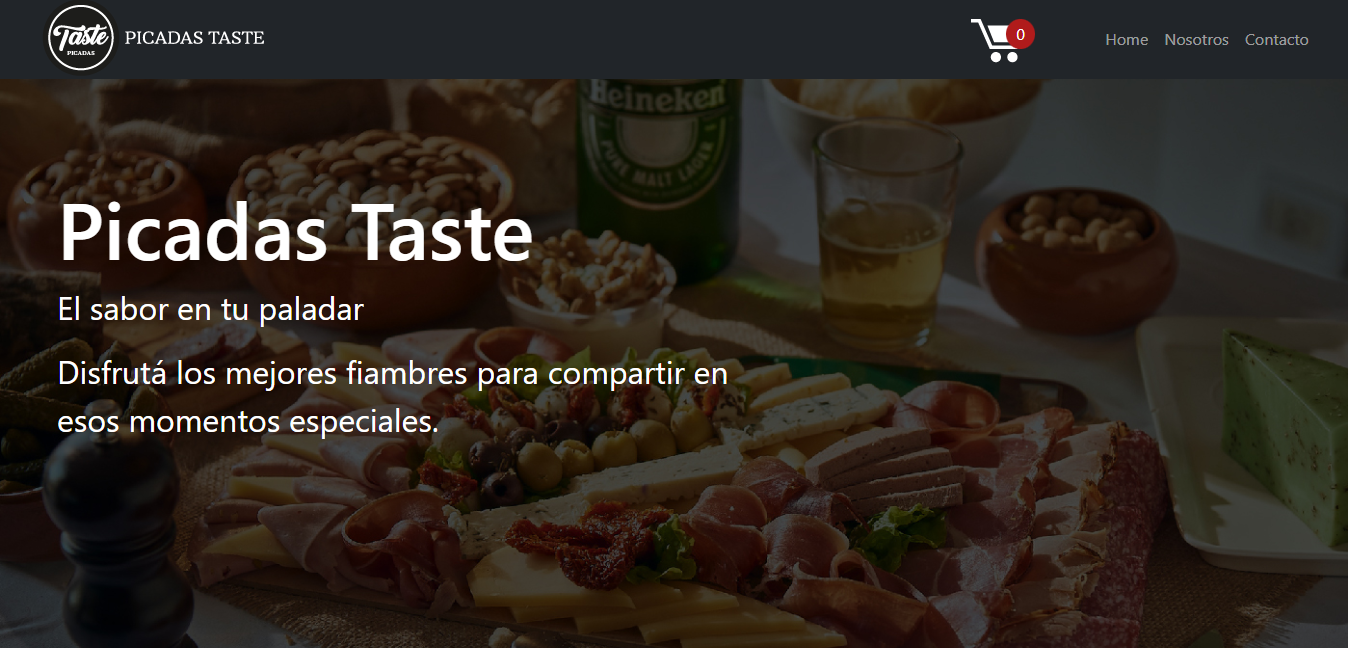 Taste
PICADAS
PICADAS TASTE
0
Home Nosotros Contacto
Heineken
PURE MALT LAGER
Picadas Taste
El sabor en tu paladar
Disfrutá los mejores fiambres para compartir en
esos momentos especiales.